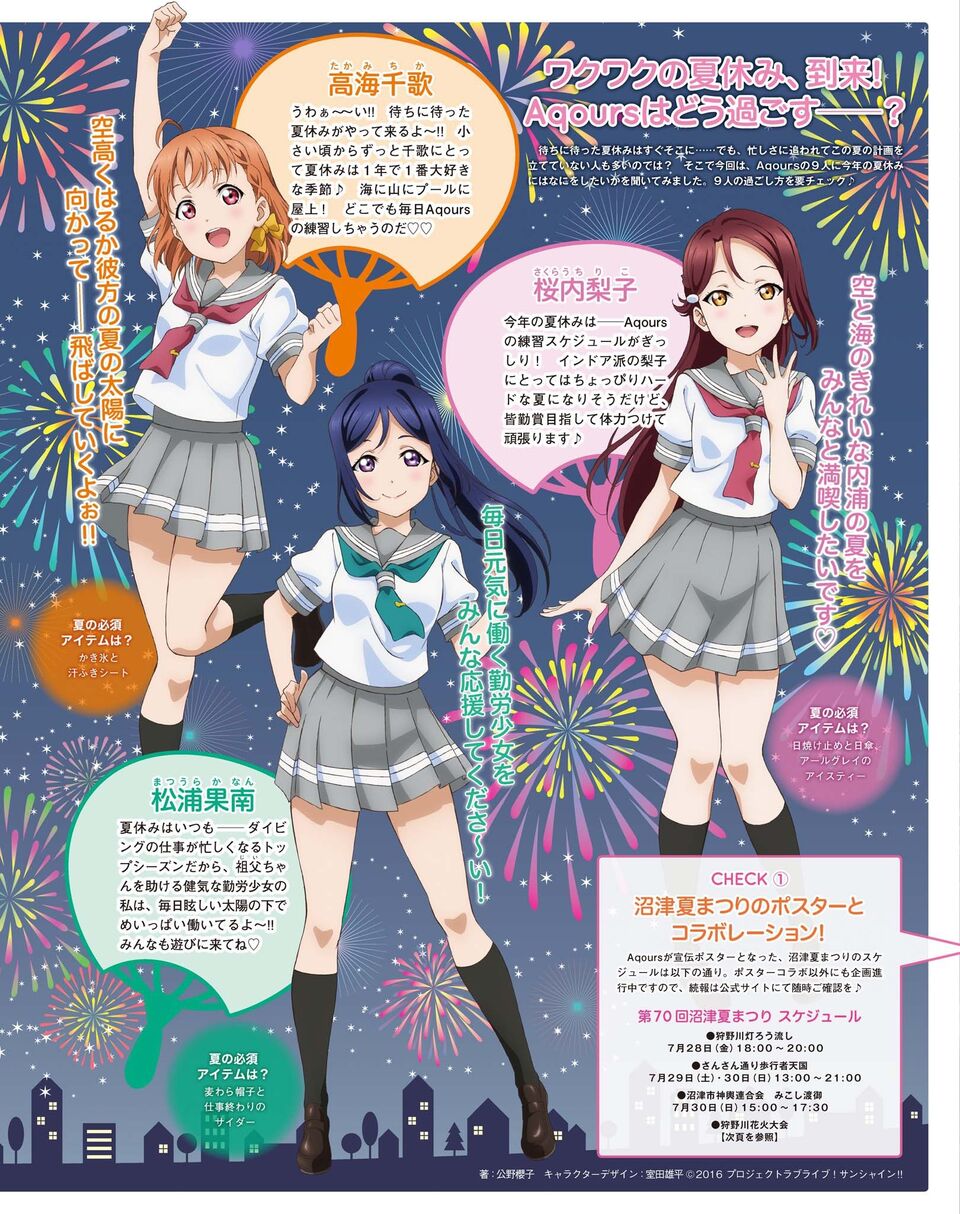 ワクワクの夏休み、到来!
Aqoursはどう過ごす――?
待ちに待った夏休みはすぐそこに……でも、忙しさに追われてこの夏の計画を
立てていない人も多いのでは? そこで今回は、Aqoursの9人に今年の夏休み
にはなにをしたいかを聞いてみました。9人の過ごし方を要チェック♪
たかみちか
高海千歌
うわぁ〜〜い!! 待ちに待った
夏休みがやって来るよ〜!! 小
さい頃からずっと千歌にとっ
て夏休みは1年で1番大好き
な季節♪ 海に山にプールに
屋上! どこでも毎日Aqours
の練習しちゃうのだ♡♡
空高くはるか彼方の夏の太陽に
向かって――飛ばしていくよぉ!!
夏の必須
アイテムは?
かき氷と
汗ふきシート
さくらうちりこ
桜内梨子
今年の夏休みは――Aqours
の練習スケジュールがぎっ
しり! インドア派の梨子
にとってはちょっぴりハー
ドな夏になりそうだけど、
皆勤賞目指して体力つけて
頑張ります♪
空と海のきれいな内浦の夏を
みんなと満喫したいです♡
夏の必須
アイテムは?
日焼け止めと日傘、
アールグレイの
アイスティー
まつうらかなん
松浦果南
夏休みはいつも――ダイビ
ングの仕事が忙しくなるトッ
プシーズンだから、祖父ちゃ
じい
んを助ける健気な勤労少女の
私は、毎日眩しい太陽の下で
めいっぱい働いてるよ〜!!
みんなも遊びに来てね♡
毎日元気に働く勤労少女を
みんな応援してくださ〜い!
夏の必須
アイテムは?
麦わら帽子と
仕事終わりの
サイダー
CHECK ①
沼津夏まつりのポスターと
コラボレーション!
Aqoursが宣伝ポスターとなった、沼津夏まつりのスケ
ジュールは以下の通り。ポスターコラボ以外にも企画進
行中ですので、続報は公式サイトにて随時ご確認を♪
第70回沼津夏まつり スケジュール
●狩野川灯ろう流し
7月28日(金)18:00〜20:00
●さんさん通り歩行者天国
7月29日(土)・30日(日)13:00〜21:00
●沼津市神輿連合会 みこし渡御
7月30日(日)15:00〜17:30
●狩野川花火大会
【次頁を参照】
著:公野櫻子 キャラクターデザイン:室田雄平 ©2016 プロジェクトラブライブ!サンシャイン!!